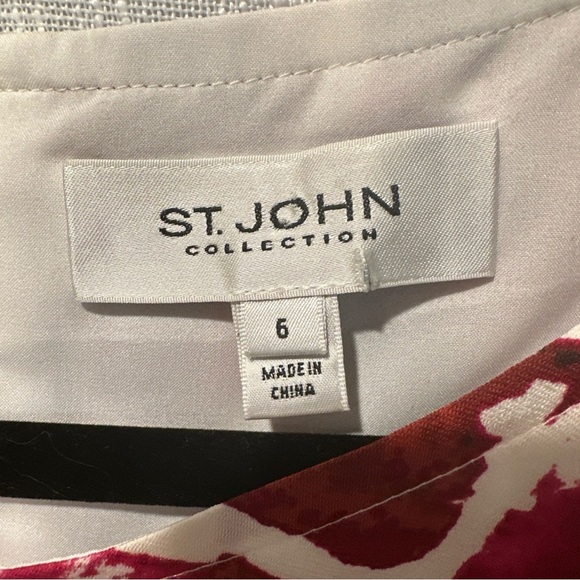 ST. JOHN
COLLECTION
6
MADE IN
CHINA